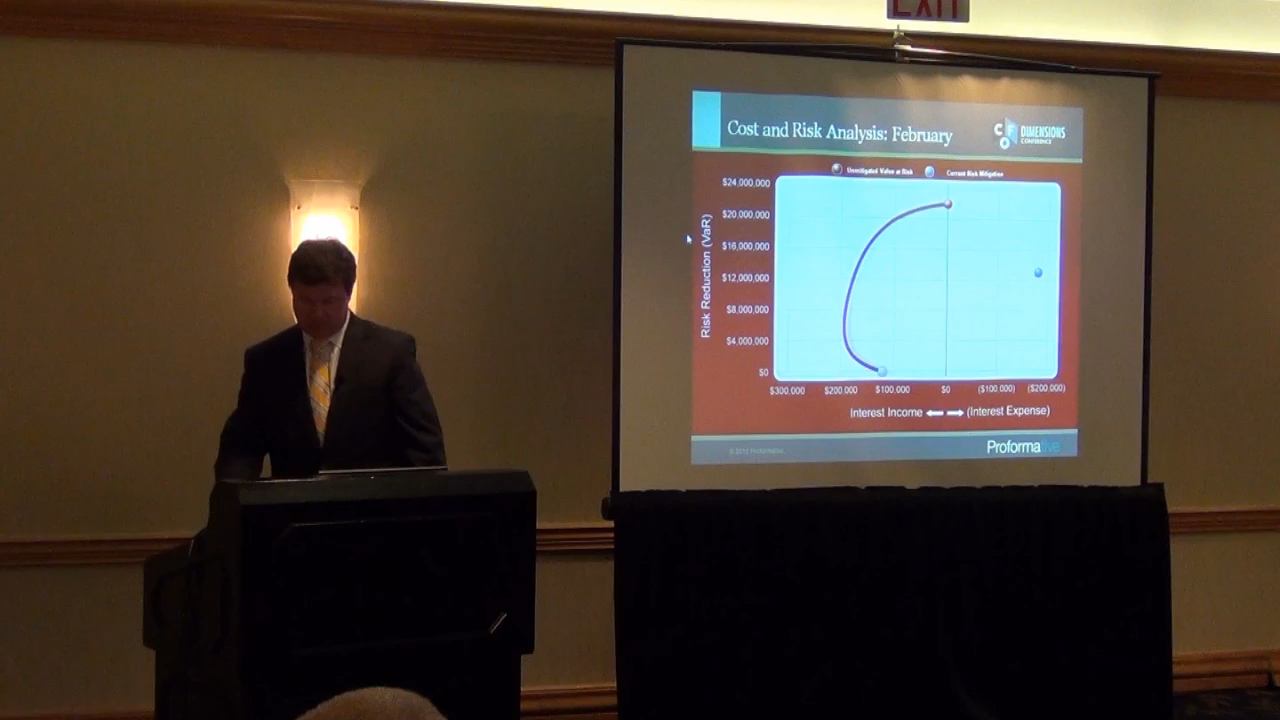 EXIT
Cost and Risk Analysis: February
CFO DIMENSIONS
CONFERENCE
Unmitigated Value at Risk
Current Risk Mitigation
$24,000,000
$20,000,000
$16,000,000
$12,000,000
$8,000,000
$4,000,000
$0
Risk Reduction (VaR)
$300,000 $200,000 $100,000 $0 ($100,000) ($200,000)
Interest Income (Interest Expense)
Proformative